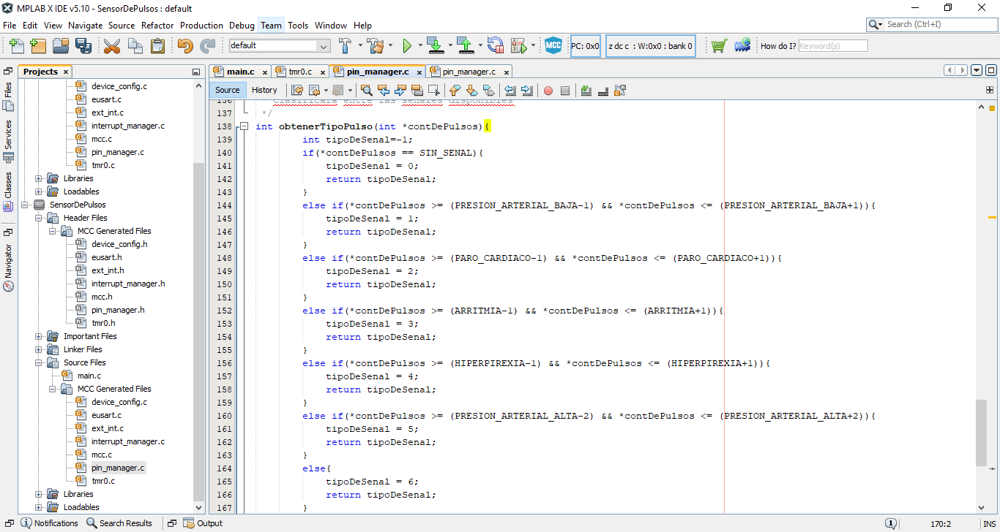 MPLAB X IDE v5.10 - SensorDePulsos : default
File Edit View Navigate Source Refactor Production Debug Team Tools Window Help
Search (Ctrl+I)
default
MCC
PC: 0x0
z dc c : W:0x0 : bank 0
How do I?
Keyword(s)
Projects
main.c
tmr0.c
pin_manager.c
pin_manager.c
Files
Services
Classes
Navigator
device_config.c
eusart.c
ext_int.c
interrupt_manager.c
mcc.c
pin_manager.c
tmr0.c
Libraries
Loadables
SensorDePulsos
Header Files
MCC Generated Files
device_config.h
eusart.h
ext_int.h
interrupt_manager.h
mcc.h
pin_manager.h
tmr0.h
Important Files
Linker Files
Source Files
main.c
MCC Generated Files
device_config.c
eusart.c
ext_int.c
interrupt_manager.c
mcc.c
pin_manager.c
tmr0.c
Libraries
Loadables
Source History
136 clasificara entre las senales disponibles
137 */
138 int obtenerTipoPulso(int *contDePulsos){
139 int tipoDeSenal=-1;
140 if(*contDePulsos == SIN_SENAL){
141 tipoDeSenal = 0;
142 return tipoDeSenal;
143 }
144 else if(*contDePulsos >= (PRESION_ARTERIAL_BAJA-1) && *contDePulsos <= (PRESION_ARTERIAL_BAJA+1)){
145 tipoDeSenal = 1;
146 return tipoDeSenal;
147 }
148 else if(*contDePulsos >= (PARO_CARDIACO-1) && *contDePulsos <= (PARO_CARDIACO+1)){
149 tipoDeSenal = 2;
150 return tipoDeSenal;
151 }
152 else if(*contDePulsos >= (ARRITMIA-1) && *contDePulsos <= (ARRITMIA+1)){
153 tipoDeSenal = 3;
154 return tipoDeSenal;
155 }
156 else if(*contDePulsos >= (HIPERPIREXIA-1) && *contDePulsos <= (HIPERPIREXIA+1)){
157 tipoDeSenal = 4;
158 return tipoDeSenal;
159 }
160 else if(*contDePulsos >= (PRESION_ARTERIAL_ALTA-2) && *contDePulsos <= (PRESION_ARTERIAL_ALTA+2)){
161 tipoDeSenal = 5;
162 return tipoDeSenal;
163 }
164 else{
165 tipoDeSenal = 6;
166 return tipoDeSenal;
167 }
Notifications
Search Results
Output
1
170:2
INS